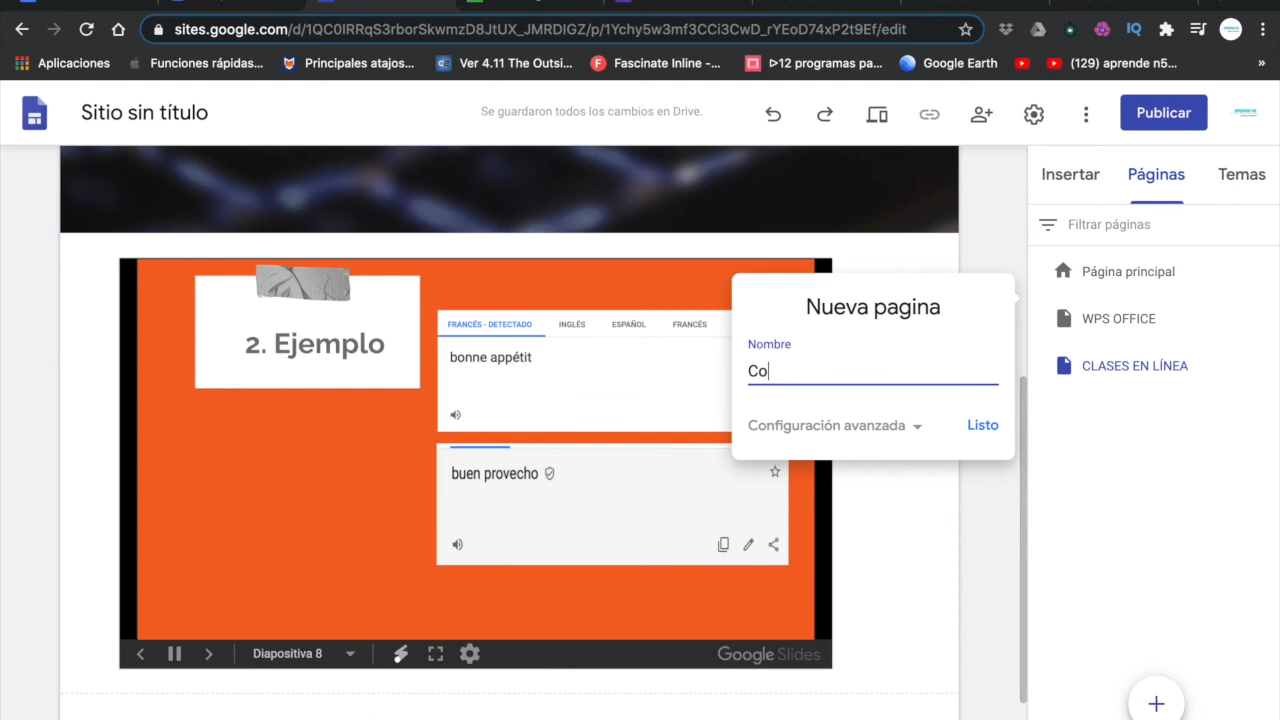 sites.google.com/d/1QC0IRRqS3rborSkwmzD8JtUX_JMRDIGZ/p/1Ychy5w3mf3CCi3CwD_rYEoD74xP2t9Ef/edit
Aplicaciones
Funciones rápidas...
Principales atajos...
Ver 4.11 The Outsi...
Fascinate Inline -...
▷12 programas pa...
Google Earth
(129) aprende n5...
»
Sitio sin título
Se guardaron todos los cambios en Drive.
Publicar
Insertar
Páginas
Temas
Filtrar páginas
Página principal
WPS OFFICE
CLASES EN LÍNEA
2. Ejemplo
FRANCÉS - DETECTADO
INGLÉS
ESPAÑOL
FRANCÉS
bonne appétit
buen provecho
Nueva pagina
Nombre
Co
Configuración avanzada
Listo
Diapositiva 8
Google Slides